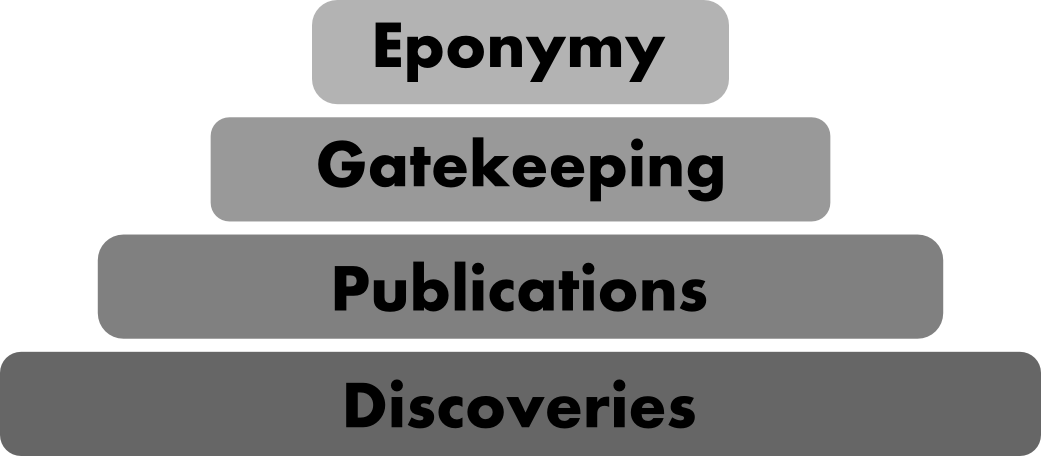 Eponymy
Gatekeeping
Publications
Discoveries